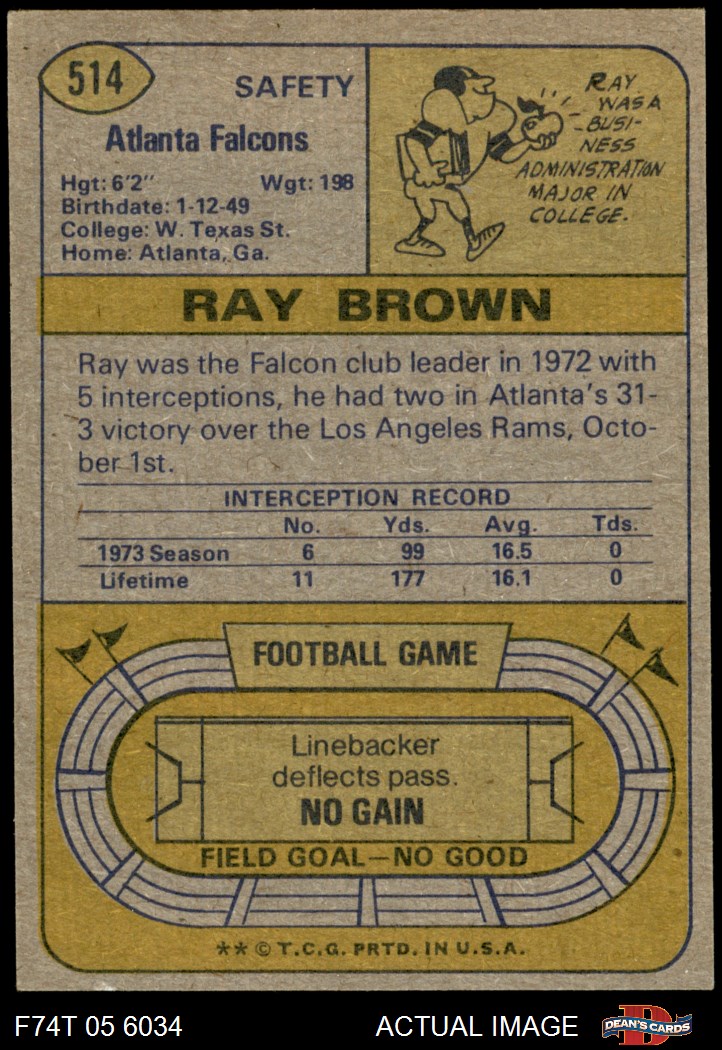 514
SAFETY
Atlanta Falcons
Hgt: 6'2" Wgt: 198
Birthdate: 1-12-49
College: W. Texas St.
Home: Atlanta, Ga.
RAY
WAS A
BUSI-
NESS
ADMINISTRATION
MAJOR IN
COLLEGE.
RAY BROWN
Ray was the Falcon club leader in 1972 with
5 interceptions, he had two in Atlanta's 31-
3 victory over the Los Angeles Rams, Octo-
ber 1st.
INTERCEPTION RECORD
No. Yds. Avg. Tds.
1973 Season 6 99 16.5 0
Lifetime 11 177 16.1 0
FOOTBALL GAME
Linebacker
deflects pass.
NO GAIN
FIELD GOAL—NO GOOD
** © T.C.G. PRTD. IN U.S.A.
F74T 05 6034 ACTUAL IMAGE
D
DEAN'S CARDS